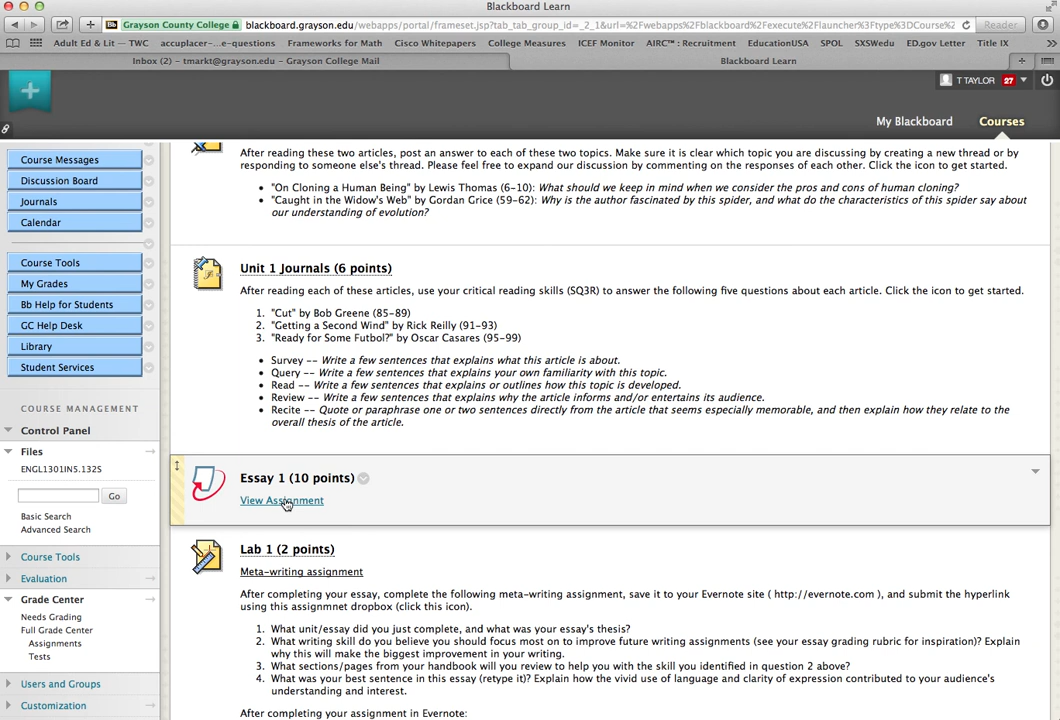 Blackboard Learn
Grayson County College blackboard.grayson.edu/webapps/portal/frameset.jsp?tab_tab_group_id=_2_1&url=%2Fwebapps%2Fblackboard%2Fexecute%2Flauncher%3Ftype%3DCourse%2 Reader
Adult Ed & Lit — TWC accuplacer-...e-questions Frameworks for Math Cisco Whitepapers College Measures ICEF Monitor AIRC™ : Recruitment EducationUSA SPOL SXSWedu ED.gov Letter Title IX
Inbox (2) - tmarkt@grayson.edu - Grayson College Mail Blackboard Learn
T TAYLOR 27
My Blackboard Courses
Course Messages
Discussion Board
Journals
Calendar
Course Tools
My Grades
Bb Help for Students
GC Help Desk
Library
Student Services
COURSE MANAGEMENT
Control Panel
Files
ENGL1301IN5.132S
Go
Basic Search
Advanced Search
Course Tools
Evaluation
Grade Center
Needs Grading
Full Grade Center
Assignments
Tests
Users and Groups
Customization
After reading these two articles, post an answer to each of these two topics. Make sure it is clear which topic you are discussing by creating a new thread or by
responding to someone else's thread. Please feel free to expand our discussion by commenting on the responses of each other. Click the icon to get started.
• "On Cloning a Human Being" by Lewis Thomas (6-10): What should we keep in mind when we consider the pros and cons of human cloning?
• "Caught in the Widow's Web" by Gordan Grice (59-62): Why is the author fascinated by this spider, and what do the characteristics of this spider say about
our understanding of evolution?
Unit 1 Journals (6 points)
After reading each of these articles, use your critical reading skills (SQ3R) to answer the following five questions about each article. Click the icon to get started.
1. "Cut" by Bob Greene (85-89)
2. "Getting a Second Wind" by Rick Reilly (91-93)
3. "Ready for Some Futbol?" by Oscar Casares (95-99)
• Survey -- Write a few sentences that explains what this article is about.
• Query -- Write a few sentences that explains your own familiarity with this topic.
• Read -- Write a few sentences that explains or outlines how this topic is developed.
• Review -- Write a few sentences that explains why the article informs and/or entertains its audience.
• Recite -- Quote or paraphrase one or two sentences directly from the article that seems especially memorable, and then explain how they relate to the
overall thesis of the article.
Essay 1 (10 points)
View Assignment
Lab 1 (2 points)
Meta-writing assignment
After completing your essay, complete the following meta-writing assignment, save it to your Evernote site ( http://evernote.com ), and submit the hyperlink
using this assignmnet dropbox (click this icon).
1. What unit/essay did you just complete, and what was your essay's thesis?
2. What writing skill do you believe you should focus most on to improve future writing assignments (see your essay grading rubric for inspiration)? Explain
why this will make the biggest improvement in your writing.
3. What sections/pages from your handbook will you review to help you with the skill you identified in question 2 above?
4. What was your best sentence in this essay (retype it)? Explain how the vivid use of language and clarity of expression contributed to your audience's
understanding and interest.
After completing your assignment in Evernote: